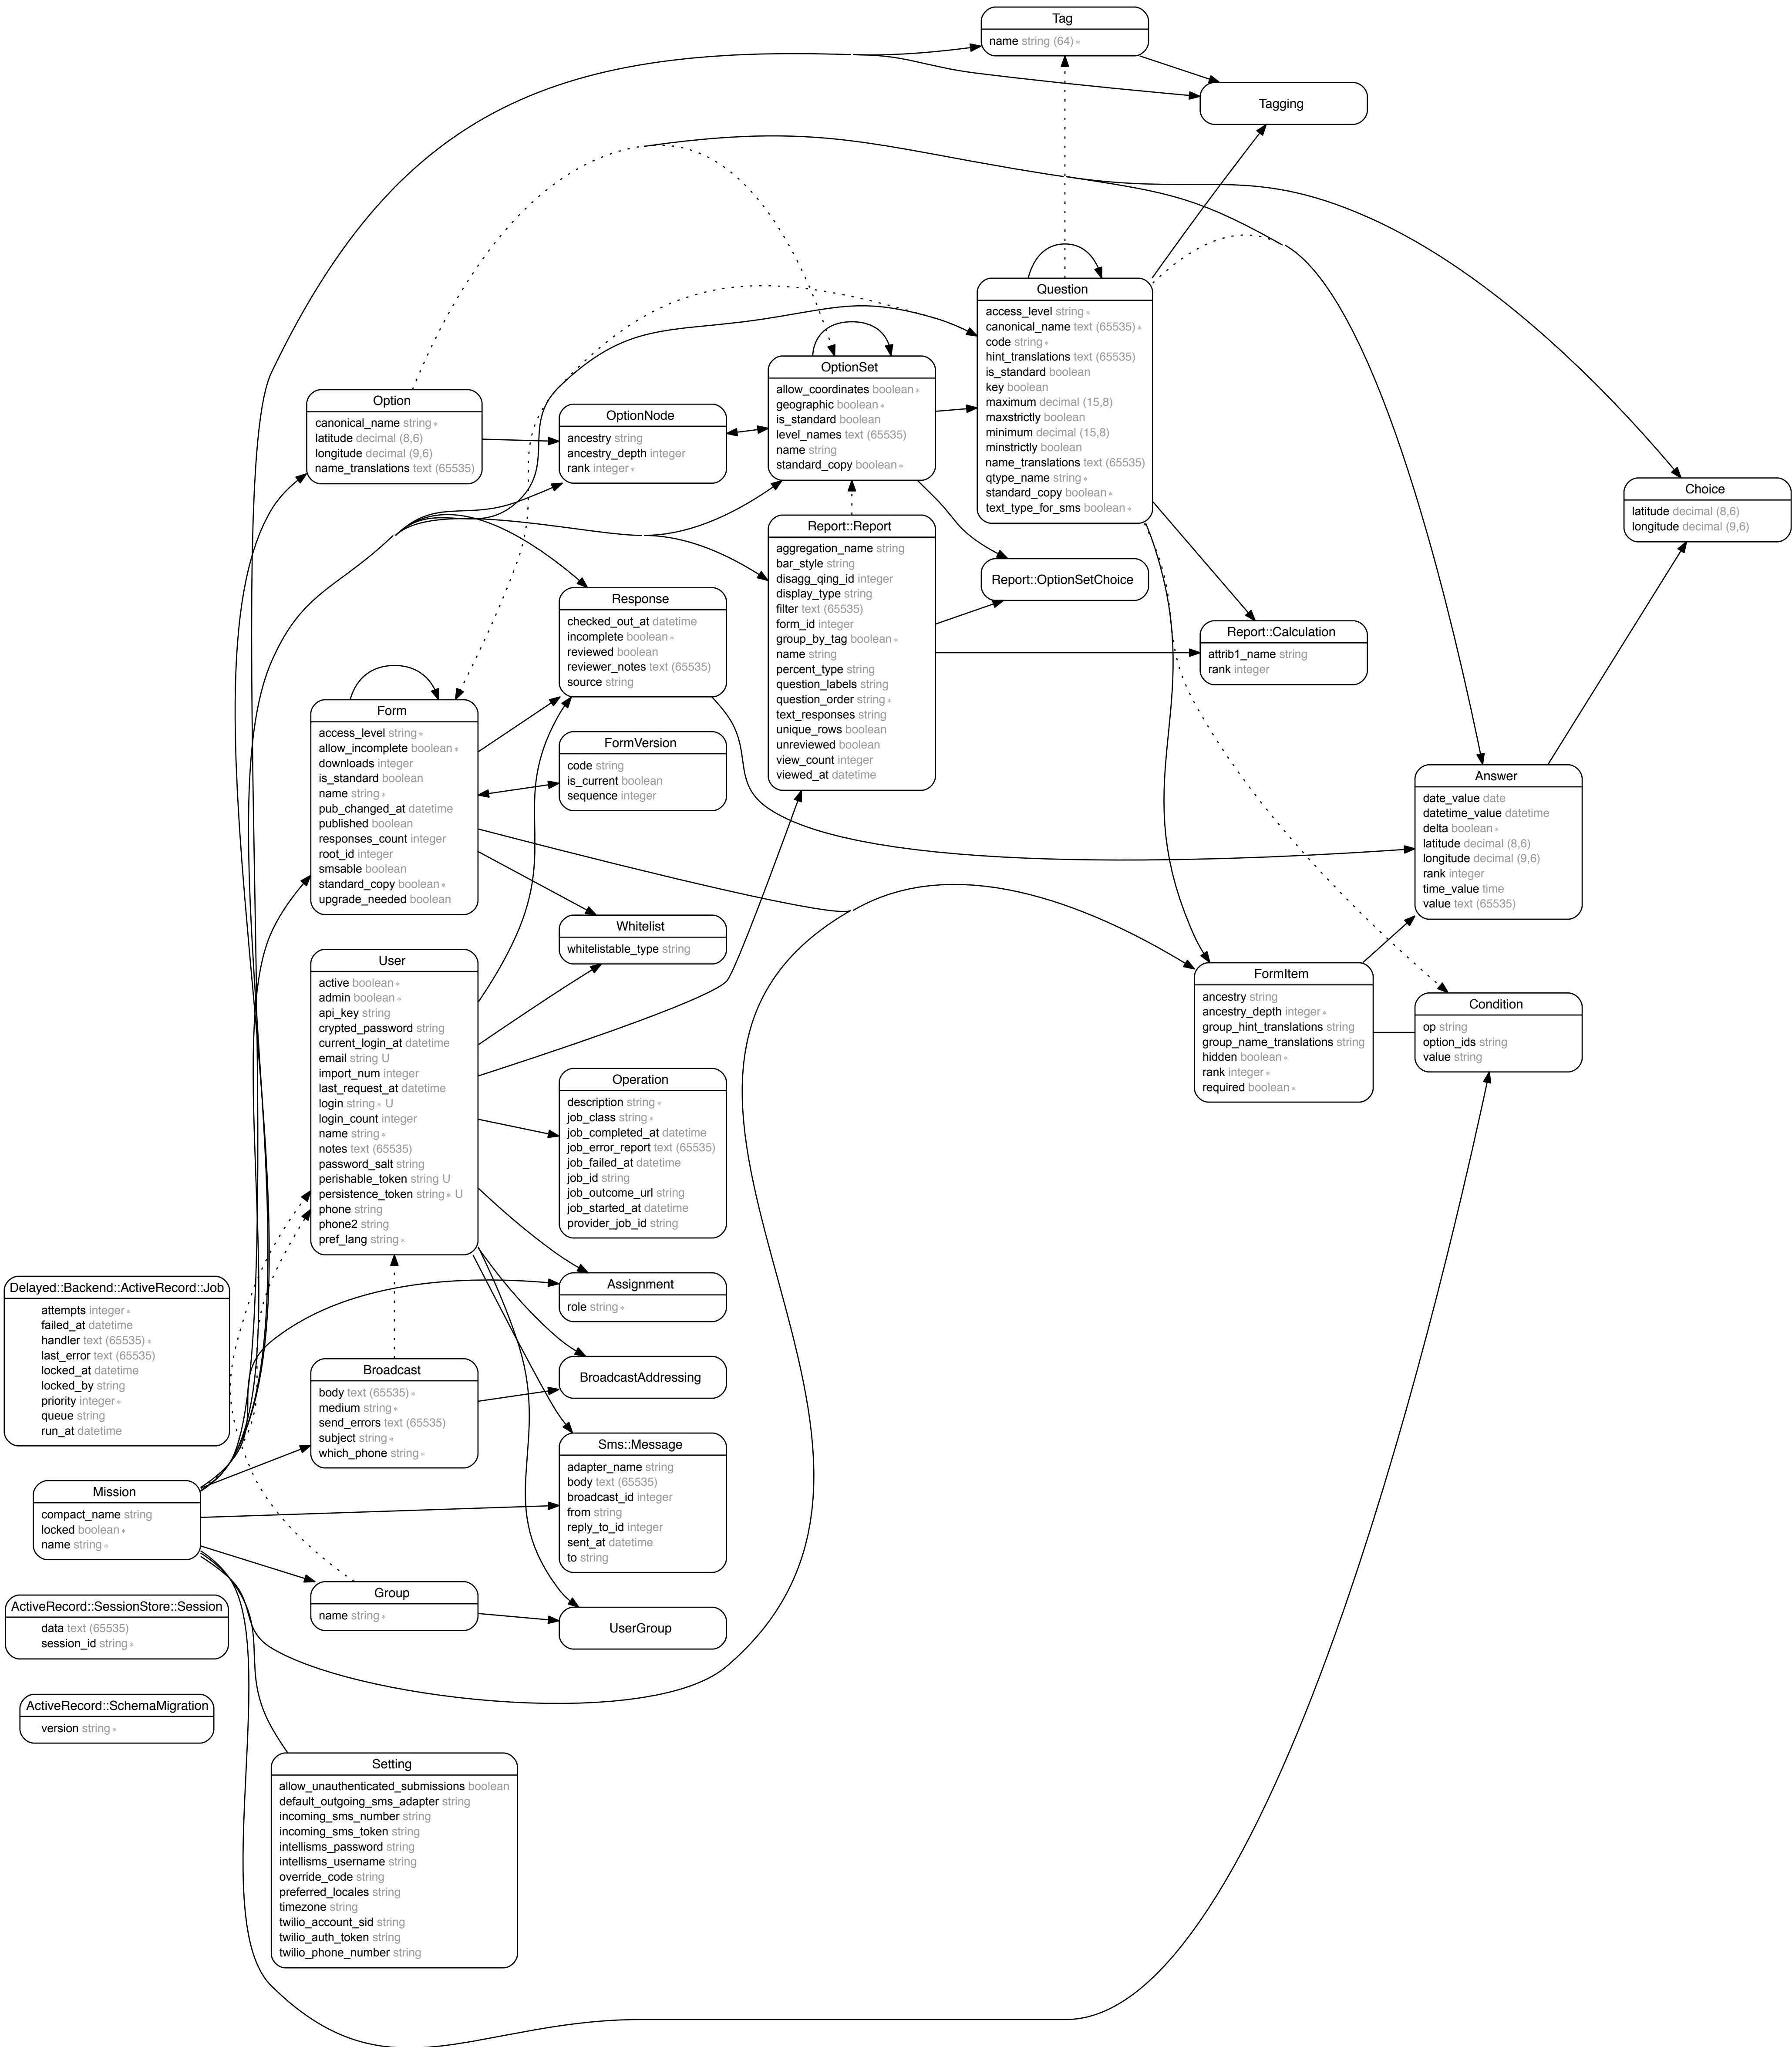 Tag
name string (64) ∗
Tagging
Question
access_level string ∗
canonical_name text (65535) ∗
code string ∗
hint_translations text (65535)
is_standard boolean
key boolean
maximum decimal (15,8)
maxstrictly boolean
minimum decimal (15,8)
minstrictly boolean
name_translations text (65535)
qtype_name string ∗
standard_copy boolean ∗
text_type_for_sms boolean ∗
OptionSet
allow_coordinates boolean ∗
geographic boolean ∗
is_standard boolean
level_names text (65535)
name string
standard_copy boolean ∗
Option
canonical_name string ∗
latitude decimal (8,6)
longitude decimal (9,6)
name_translations text (65535)
OptionNode
ancestry string
ancestry_depth integer
rank integer ∗
Choice
latitude decimal (8,6)
longitude decimal (9,6)
Report::Report
aggregation_name string
bar_style string
disagg_qing_id integer
display_type string
filter text (65535)
form_id integer
group_by_tag boolean ∗
name string
percent_type string
question_labels string
question_order string ∗
text_responses string
unique_rows boolean
unreviewed boolean
view_count integer
viewed_at datetime
Report::OptionSetChoice
Response
checked_out_at datetime
incomplete boolean ∗
reviewed boolean
reviewer_notes text (65535)
source string
Report::Calculation
attrib1_name string
rank integer
Form
access_level string ∗
allow_incomplete boolean ∗
downloads integer
is_standard boolean
name string ∗
pub_changed_at datetime
published boolean
responses_count integer
root_id integer
smsable boolean
standard_copy boolean ∗
upgrade_needed boolean
FormVersion
code string
is_current boolean
sequence integer
Answer
date_value date
datetime_value datetime
delta boolean ∗
latitude decimal (8,6)
longitude decimal (9,6)
rank integer
time_value time
value text (65535)
Whitelist
whitelistable_type string
User
active boolean ∗
admin boolean ∗
api_key string
crypted_password string
current_login_at datetime
email string U
import_num integer
last_request_at datetime
login string ∗ U
login_count integer
name string ∗
notes text (65535)
password_salt string
perishable_token string U
persistence_token string ∗ U
phone string
phone2 string
pref_lang string ∗
FormItem
ancestry string
ancestry_depth integer ∗
group_hint_translations string
group_name_translations string
hidden boolean ∗
rank integer ∗
required boolean ∗
Condition
op string
option_ids string
value string
Operation
description string ∗
job_class string ∗
job_completed_at datetime
job_error_report text (65535)
job_failed_at datetime
job_id string
job_outcome_url string
job_started_at datetime
provider_job_id string
Assignment
role string ∗
Delayed::Backend::ActiveRecord::Job
attempts integer ∗
failed_at datetime
handler text (65535) ∗
last_error text (65535)
locked_at datetime
locked_by string
priority integer ∗
queue string
run_at datetime
Broadcast
body text (65535) ∗
medium string ∗
send_errors text (65535)
subject string ∗
which_phone string ∗
BroadcastAddressing
Sms::Message
adapter_name string
body text (65535)
broadcast_id integer
from string
reply_to_id integer
sent_at datetime
to string
Mission
compact_name string
locked boolean ∗
name string ∗
Group
name string ∗
UserGroup
ActiveRecord::SessionStore::Session
data text (65535)
session_id string ∗
ActiveRecord::SchemaMigration
version string ∗
Setting
allow_unauthenticated_submissions boolean
default_outgoing_sms_adapter string
incoming_sms_number string
incoming_sms_token string
intellisms_password string
intellisms_username string
override_code string
preferred_locales string
timezone string
twilio_account_sid string
twilio_auth_token string
twilio_phone_number string